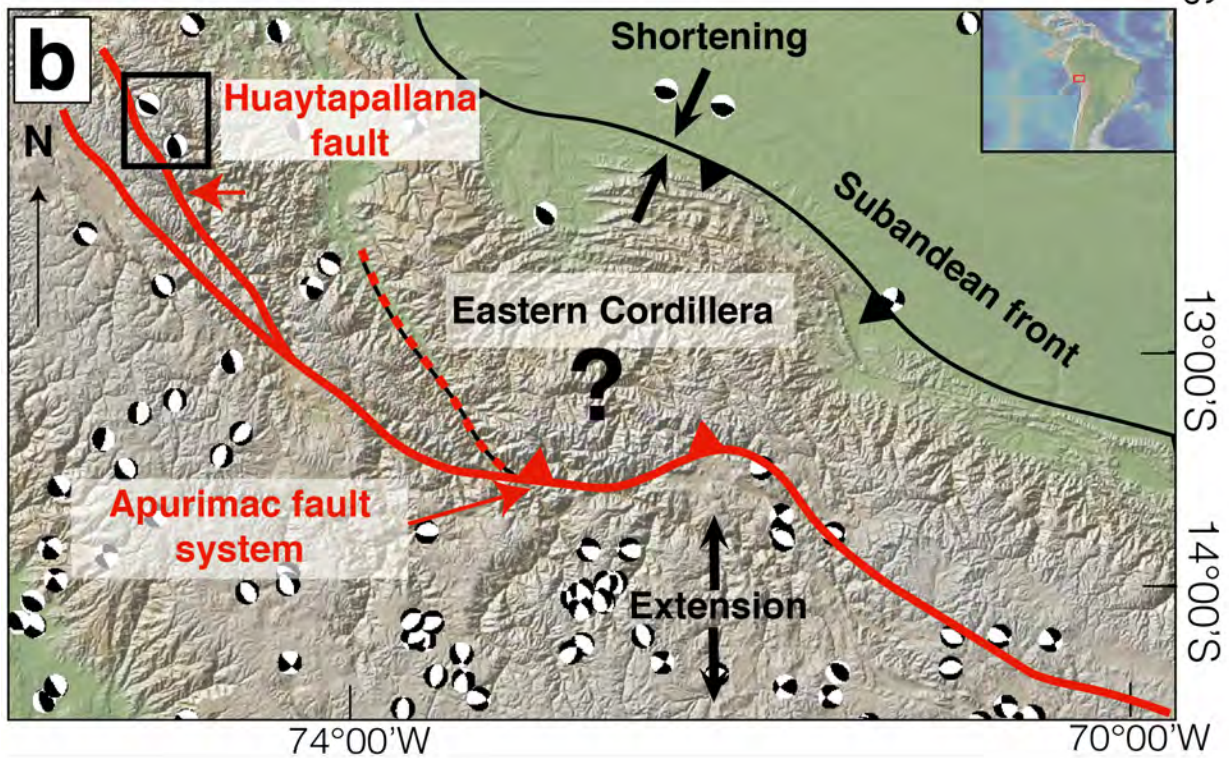 b
Shortening
Huaytapallana
fault
N
Subandean front
Eastern Cordillera
?
13°00'S
Apurimac fault
system
14°00'S
Extension
74°00'W
70°00'W